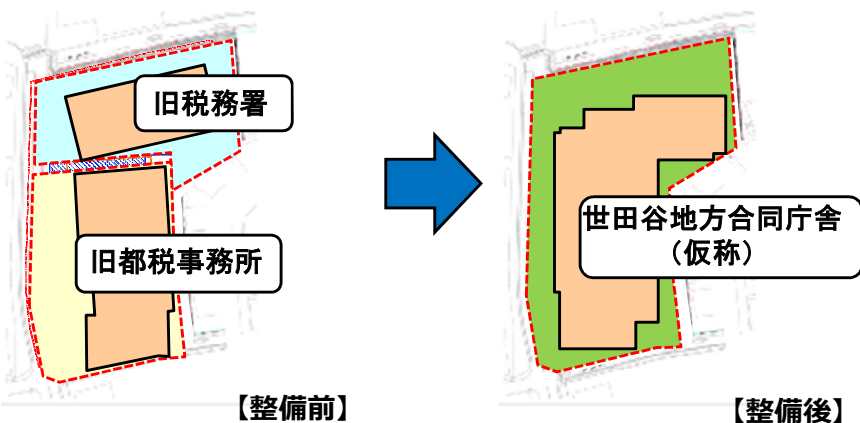 旧税務署
旧都税事務所
【整備前】
世田谷地方合同庁舎
（仮称）
【整備後】